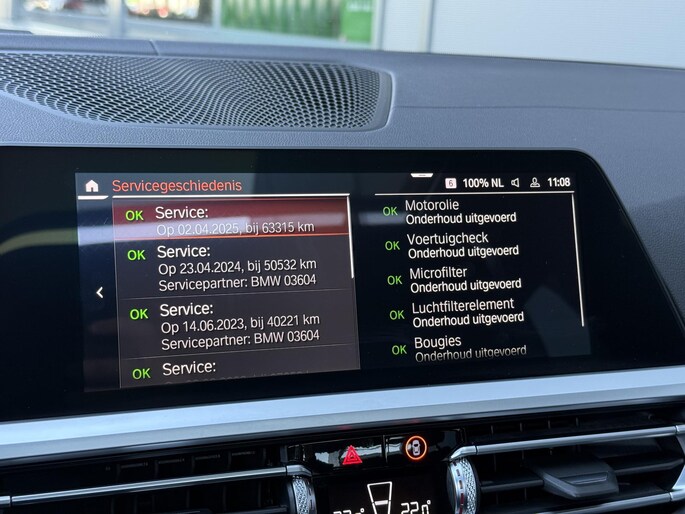 Servicegeschiedenis
6 100% NL 11:08
OK Service:
Op 02.04.2025, bij 63315 km
OK Service:
Op 23.04.2024, bij 50532 km
Servicepartner: BMW 03604
OK Service:
Op 14.06.2023, bij 40221 km
Servicepartner: BMW 03604
OK Service:
OK Motorolie
Onderhoud uitgevoerd
OK Voertuigcheck
Onderhoud uitgevoerd
OK Microfilter
Onderhoud uitgevoerd
OK Luchtfilterelement
Onderhoud uitgevoerd
OK Bougies
Onderhoud uitgevoerd
22.0 22.0